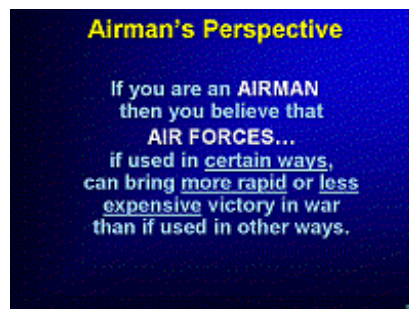 Airman's Perspective
If you are an AIRMAN
then you believe that
AIR FORCES…
if used in certain ways,
can bring more rapid or less
expensive victory in war
than if used in other ways.